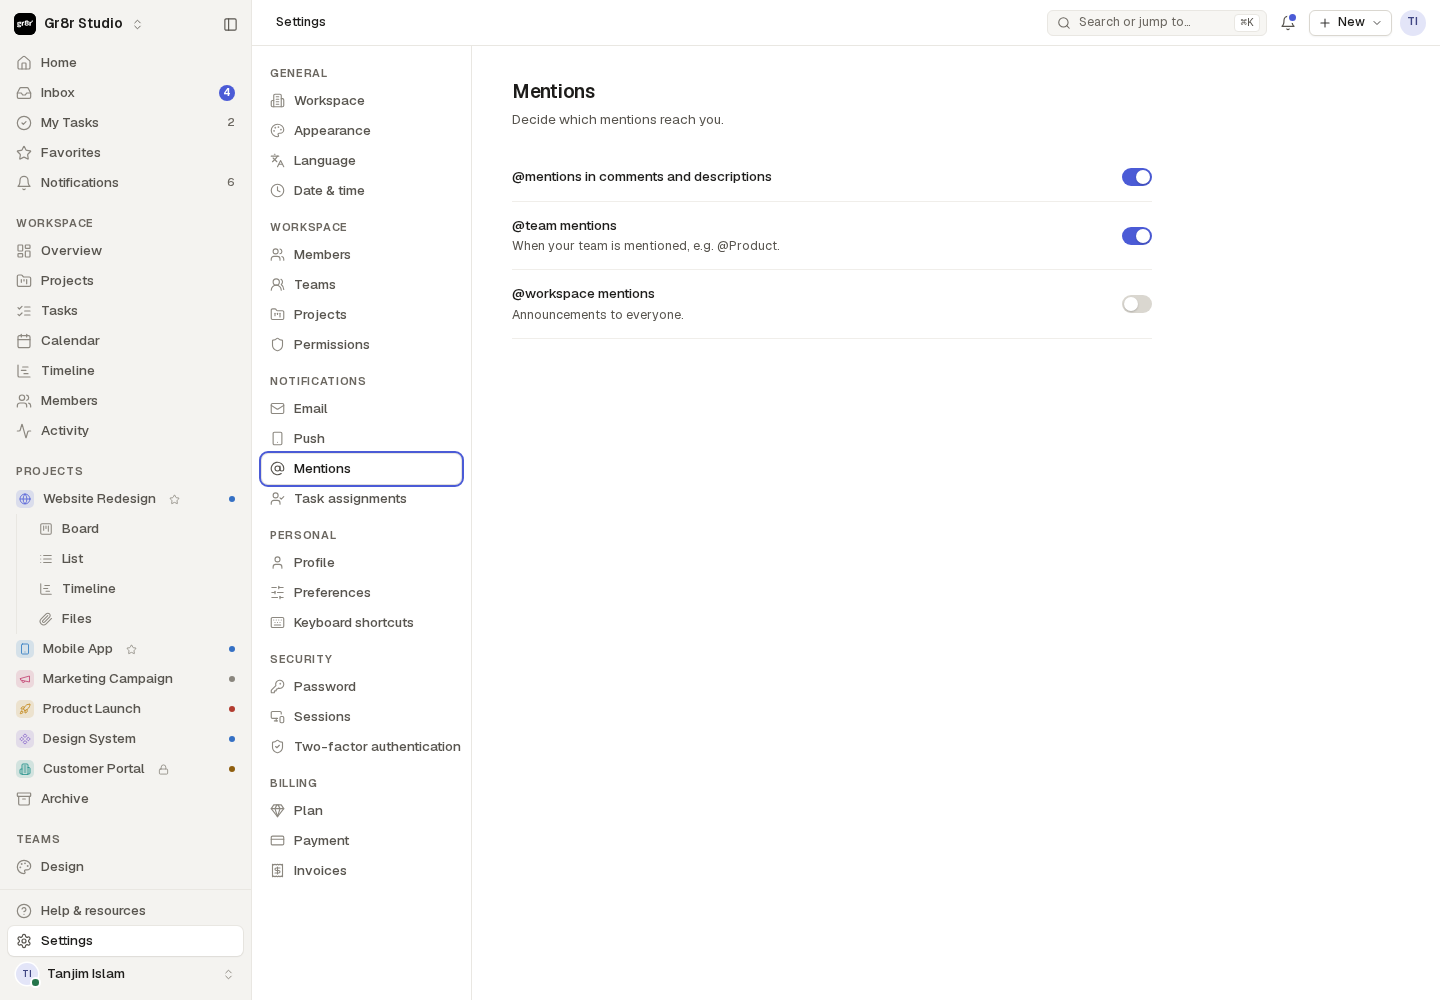 gr8r
Gr8r Studio
Home
Inbox
4
My Tasks
2
Favorites
Notifications
6
WORKSPACE
Overview
Projects
Tasks
Calendar
Timeline
Members
Activity
PROJECTS
Website Redesign
Board
List
Timeline
Files
Mobile App
Marketing Campaign
Product Launch
Design System
Customer Portal
Archive
TEAMS
Design
Help & resources
Settings
TI
Tanjim Islam
Settings
Search or jump to...
⌘K
New
TI
GENERAL
Workspace
Appearance
Language
Date & time
WORKSPACE
Members
Teams
Projects
Permissions
NOTIFICATIONS
Email
Push
Mentions
Task assignments
PERSONAL
Profile
Preferences
Keyboard shortcuts
SECURITY
Password
Sessions
Two-factor authentication
BILLING
Plan
Payment
Invoices
Mentions
Decide which mentions reach you.
@mentions in comments and descriptions
@team mentions
When your team is mentioned, e.g. @Product.
@workspace mentions
Announcements to everyone.